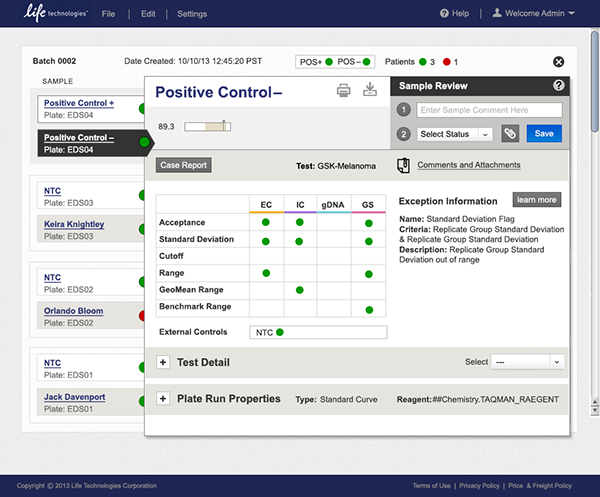 life technologies™
File | Edit | Settings
? Help | Welcome Admin
Batch 0002
Date Created: 10/10/13 12:45:20 PST
POS+ POS–
Patients 3 1
SAMPLE
Positive Control +
Plate: EDS04
Positive Control –
Plate: EDS04
NTC
Plate: EDS03
Keira Knightley
Plate: EDS03
NTC
Plate: EDS02
Orlando Bloom
Plate: EDS02
NTC
Plate: EDS01
Jack Davenport
Plate: EDS01
Positive Control–
89.3
Sample Review ?
1 Enter Sample Comment Here
2 Select Status Save
Case Report
Test: GSK-Melanoma
Comments and Attachments
EC IC gDNA GS
Acceptance
Standard Deviation
Cutoff
Range
GeoMean Range
Benchmark Range
External Controls NTC
Exception Information learn more
Name: Standard Deviation Flag
Criteria: Replicate Group Standard Deviation
& Replicate Group Standard Deviation
Description: Replicate Group Standard
Deviation out of range
+ Test Detail Select ---
+ Plate Run Properties Type: Standard Curve Reagent:##Chemistry.TAQMAN_RAEGENT
Copyright © 2013 Life Technologies Corporation
Terms of Use | Privacy Policy | Price & Freight Policy